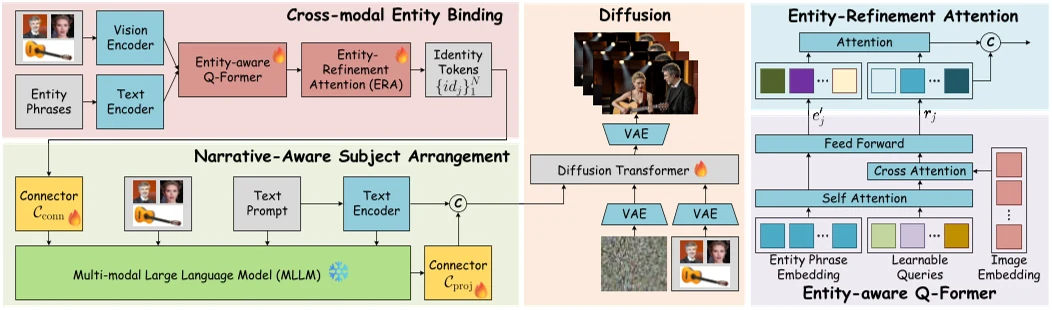 Cross-modal Entity Binding
Vision
Encoder
Entity
Phrases
Text
Encoder
Entity-aware
Q-Former
Entity-
Refinement
Attention (ERA)
Identity
Tokens
{id_j}_1^N
Narrative-Aware Subject Arrangement
Connector
C_conn
Text
Prompt
Text
Encoder
C
Multi-modal Large Language Model (MLLM)
Connector
C_proj
Diffusion
VAE
Diffusion Transformer
VAE
VAE
Entity-Refinement Attention
Attention
C
...
...
e'_j
r_j
Feed Forward
Cross Attention
Self Attention
...
...
...
Entity Phrase
Embedding
Learnable
Queries
Image
Embedding
Entity-aware Q-Former